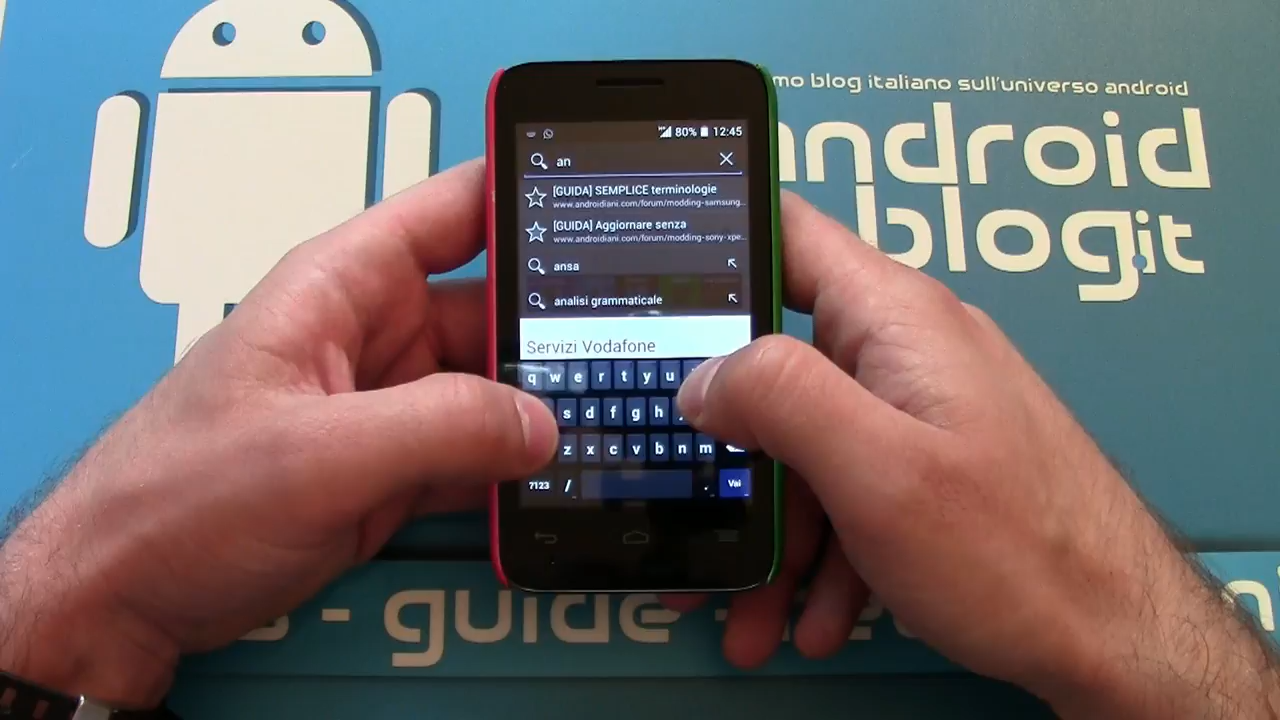 mo blog italiano sull'universo android
android
blogit
80% 12:45
an
[GUIDA] SEMPLICE terminologie
www.androidiani.com/forum/modding-samsung...
[GUIDA] Aggiornare senza
www.androidiani.com/forum/modding-sony-xpe...
ansa
analisi grammaticale
Servizi Vodafone
q w e r t y u
s d f g h
z x c v b n m
?123 / . Vai
- guide -